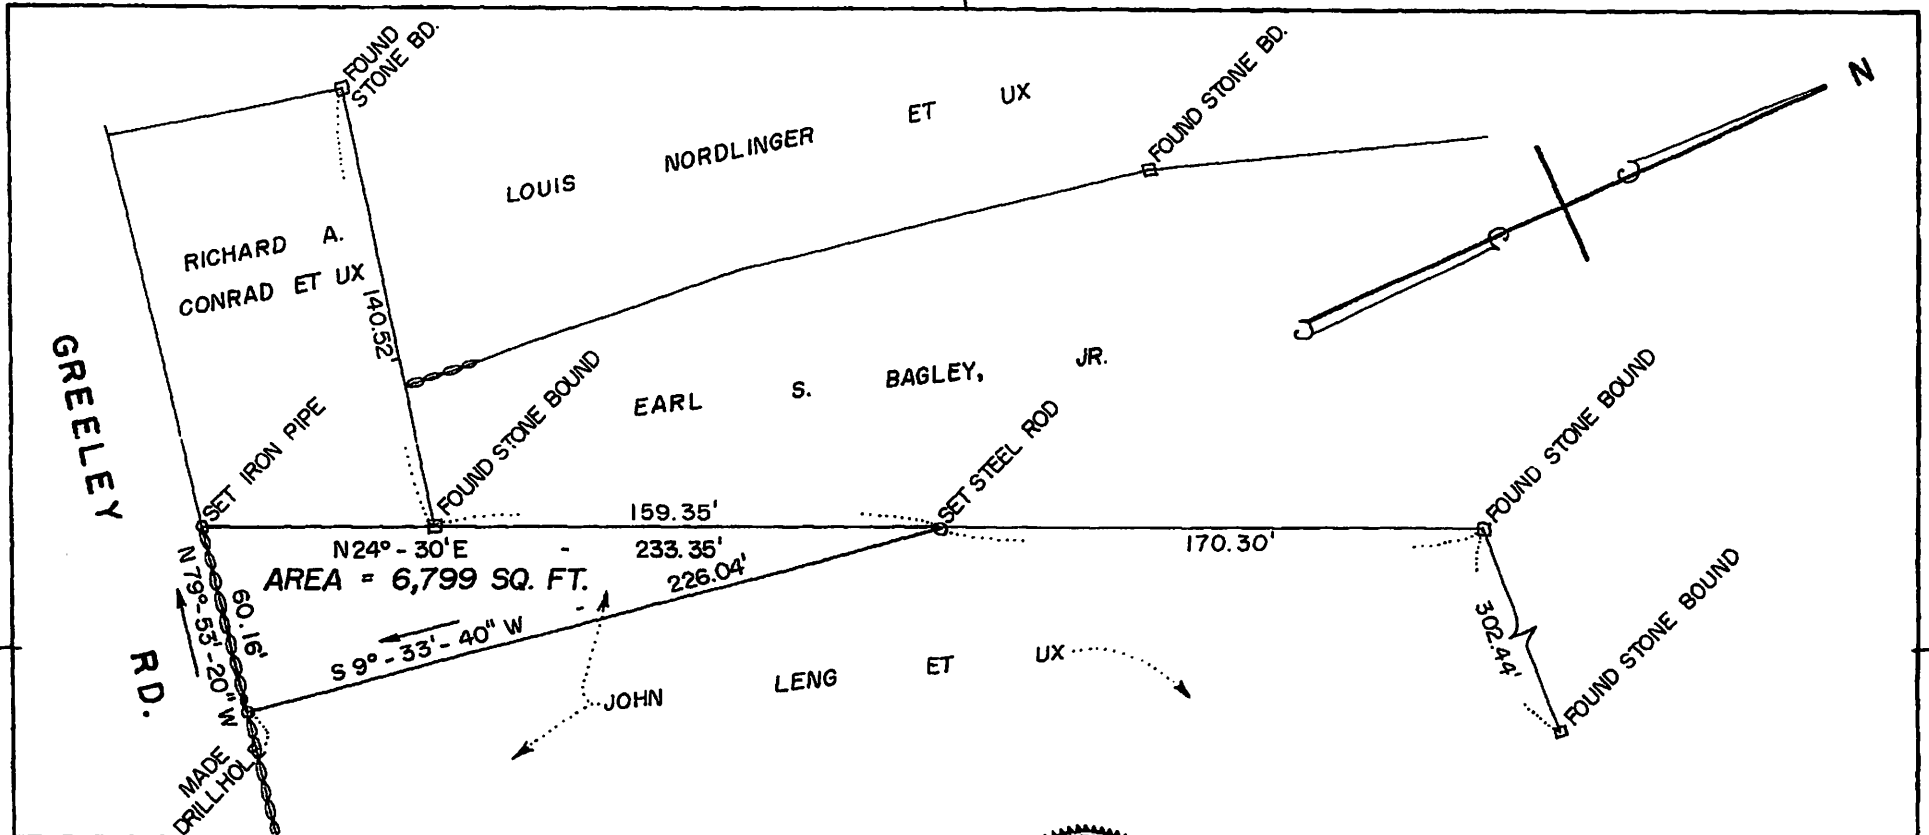 FOUND
STONE BD.
FOUND STONE BD.
N
LOUIS NORDLINGER ET UX
RICHARD A.
CONRAD ET UX
140.52'
GREELEY
RD.
EARL S. BAGLEY, JR.
SET IRON PIPE
FOUND STONE BOUND
SET STEEL ROD
FOUND STONE BOUND
159.35'
N24°-30'E - 233.35'
170.30'
AREA = 6,799 SQ. FT.
226.04'
S 9°-33'-40" W -
60.16'
N 79°-53'-20" W
302.44'
FOUND STONE BOUND
JOHN LENG ET UX
MADE
DRILLHOL